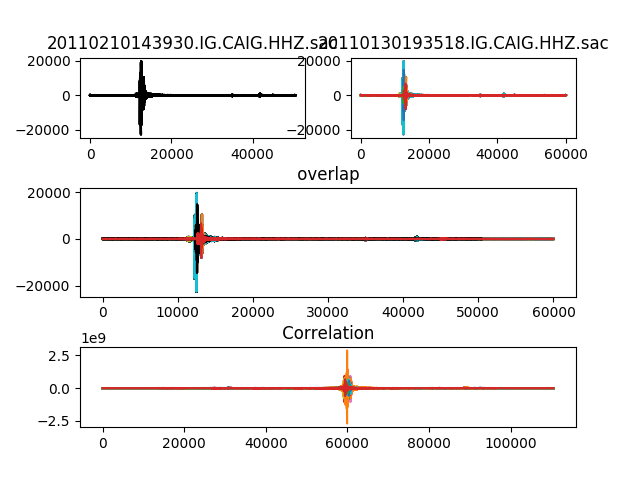 20110210143930.IG.CAIG.HHZ.sac
20110130193518.IG.CAIG.HHZ.sac
20000
0
−20000
0 20000 40000
20000
0
−20000
0 20000 40000 60000
overlap
20000
0
−20000
0 10000 20000 30000 40000 50000 60000
Correlation
1e9
2.5
0.0
−2.5
0 20000 40000 60000 80000 100000